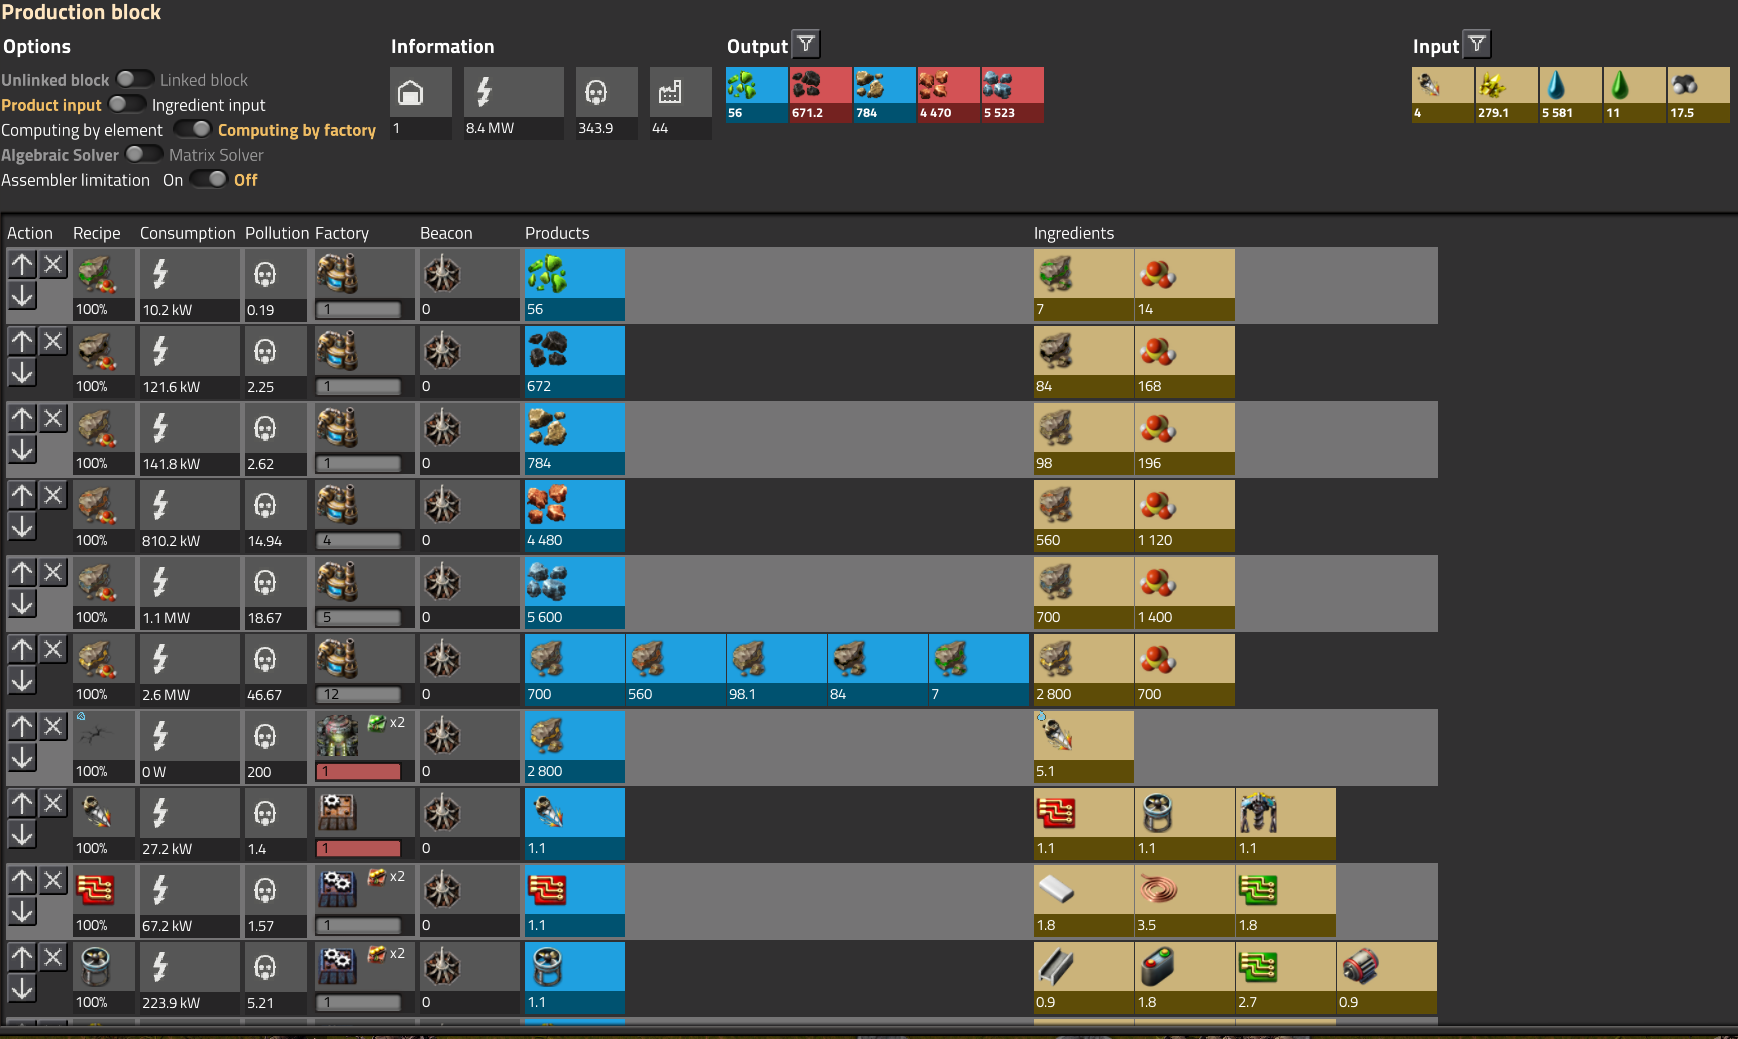 Production block
Options
Unlinked block Linked block
Product input Ingredient input
Computing by element Computing by factory
Algebraic Solver Matrix Solver
Assembler limitation On Off
Information
1 8.4 MW 343.9 44
Output
56 671.2 784 4 470 5 523
Input
4 279.1 5 581 11 17.5
Action Recipe Consumption Pollution Factory Beacon Products Ingredients
100% 10.2 kW 0.19 1 0 56 7 14
100% 121.6 kW 2.25 1 0 672 84 168
100% 141.8 kW 2.62 1 0 784 98 196
100% 810.2 kW 14.94 4 0 4 480 560 1 120
100% 1.1 MW 18.67 5 0 5 600 700 1 400
100% 2.6 MW 46.67 12 0 700 560 98.1 84 7 2 800 700
x2
100% 0 W 200 1 0 2 800 5.1
100% 27.2 kW 1.4 1 0 1.1 1.1 1.1 1.1
x2
100% 67.2 kW 1.57 1 0 1.1 1.8 3.5 1.8
x2
100% 223.9 kW 5.21 1 0 1.1 0.9 1.8 2.7 0.9